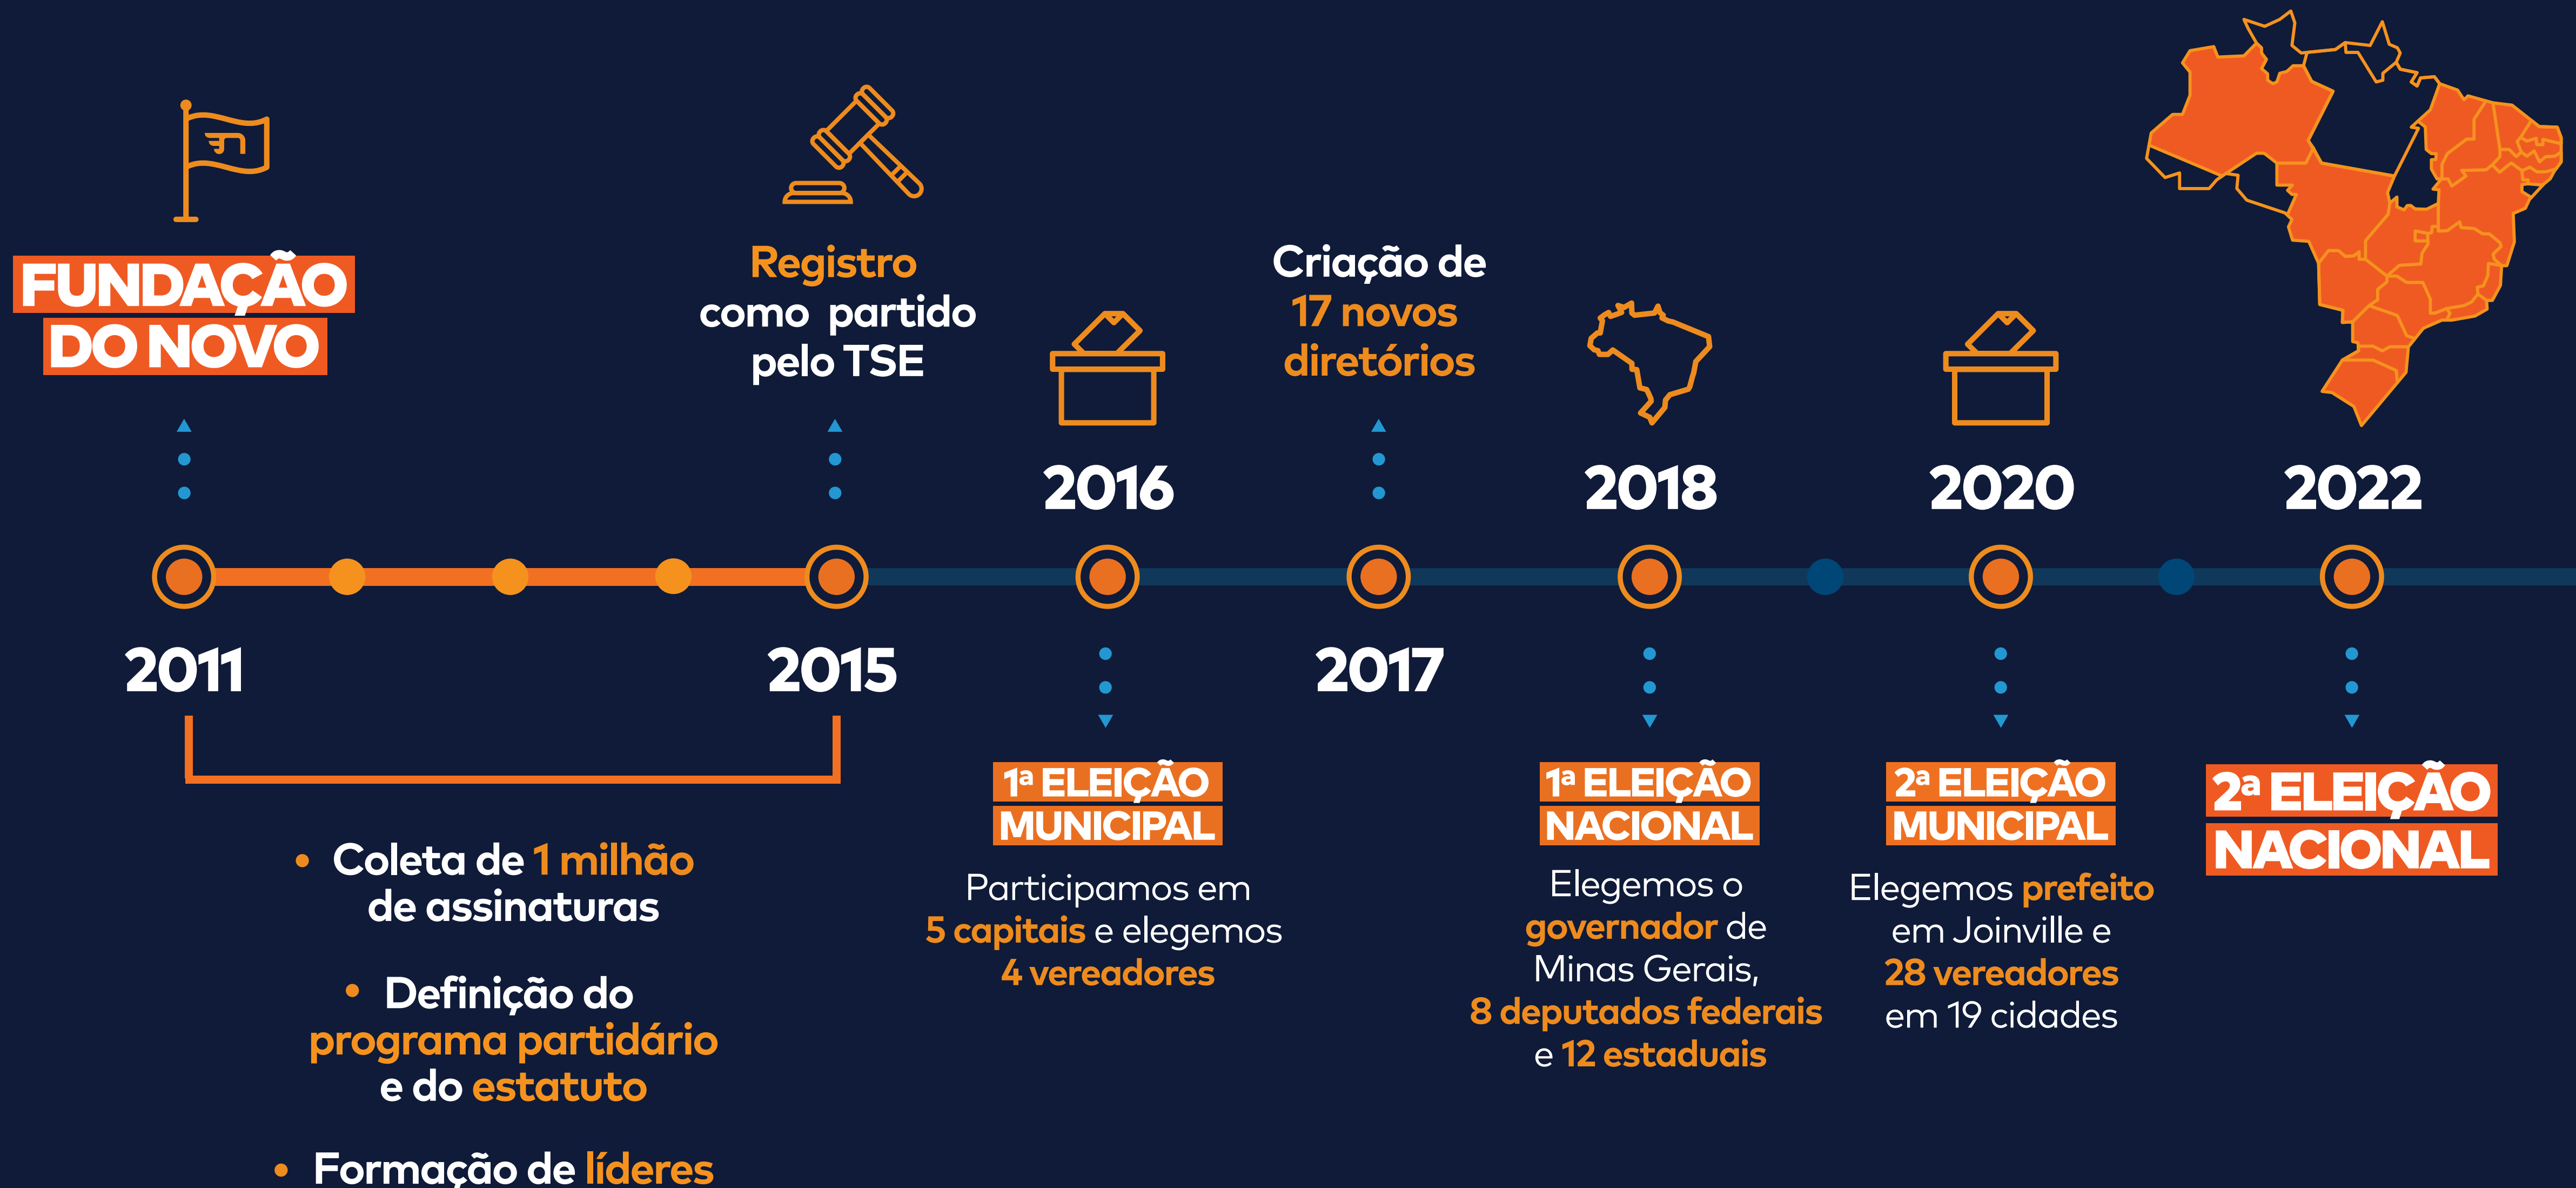 FUNDAÇÃO
DO NOVO
2011
Registro
como partido
pelo TSE
2015
• Coleta de 1 milhão
de assinaturas
• Definição do
programa partidário
e do estatuto
• Formação de líderes
2016
1ª ELEIÇÃO
MUNICIPAL
Participamos em
5 capitais e elegemos
4 vereadores
Criação de
17 novos
diretórios
2017
2018
1ª ELEIÇÃO
NACIONAL
Elegemos o
governador de
Minas Gerais,
8 deputados federais
e 12 estaduais
2020
2ª ELEIÇÃO
MUNICIPAL
Elegemos prefeito
em Joinville e
28 vereadores
em 19 cidades
2022
2ª ELEIÇÃO
NACIONAL